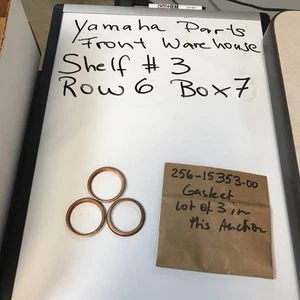 Yamaha Parts
Front Warehouse
Shelf # 3
Row 6 Box 7
256-15353-00
Gasket
Lot of 3 in
this Auction